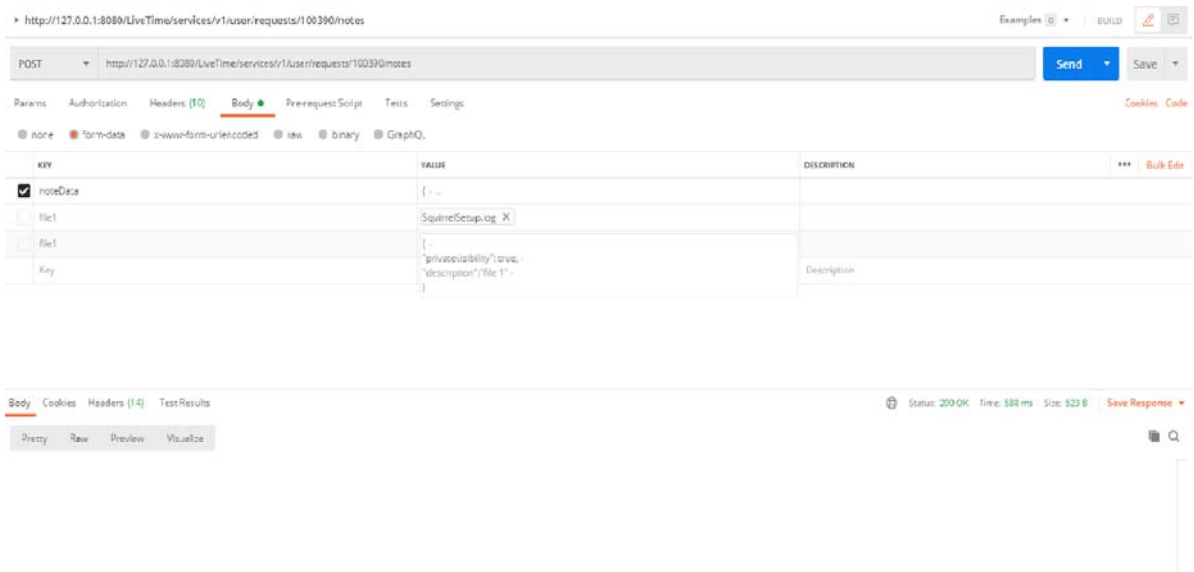 http://127.0.0.1:8080/LiveTime/services/v1/user/requests/100390/notes Examples 0 BUILD
POST http://127.0.0.1:8080/LiveTime/services/v1/user/requests/100390/notes Send Save
Params Authorization Headers (10) Body Pre-request Script Tests Settings Cookies Code
none form-data x-www-form-urlencoded raw binary GraphQL
KEY VALUE DESCRIPTION ••• Bulk Edit
noteData { - ...
file1 SquirrelSetup.log X
file1 { -
"privatevisibility": true, -
Key "description":"file 1" - Description
}
Body Cookies Headers (14) Test Results Status: 200 OK Time: 588 ms Size: 523 B Save Response
Pretty Raw Preview Visualize